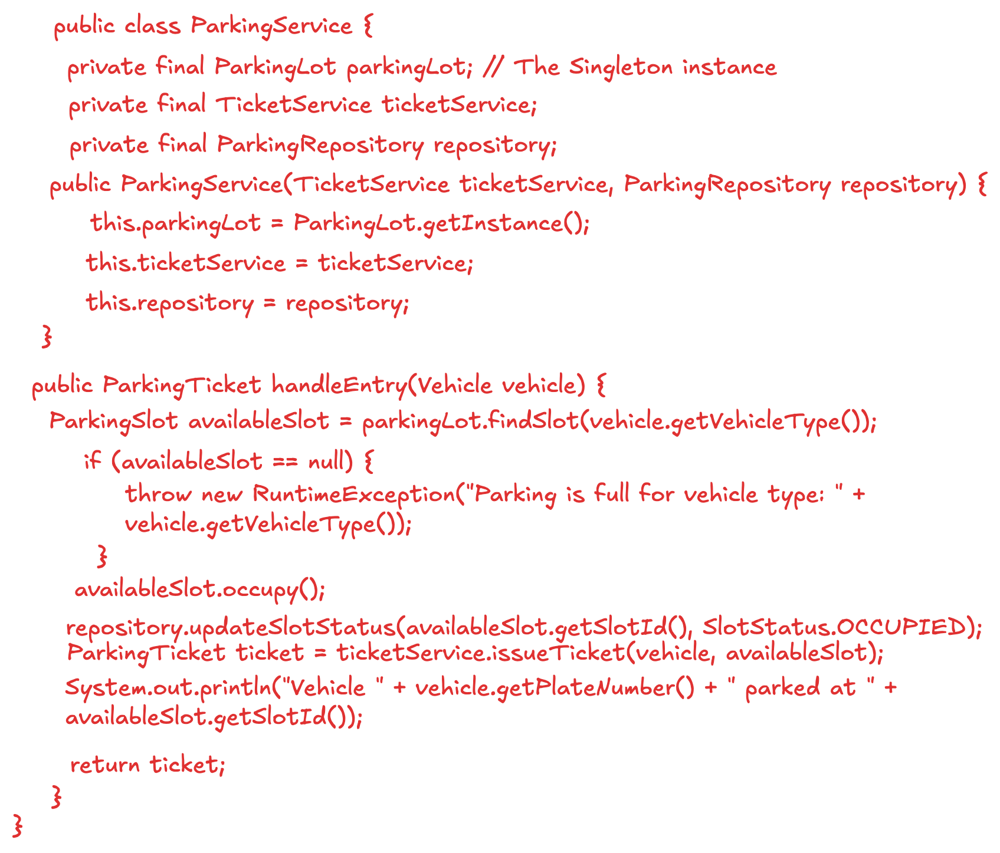 public class ParkingService {
private final ParkingLot parkingLot; // The Singleton instance
private final TicketService ticketService;
private final ParkingRepository repository;
public ParkingService(TicketService ticketService, ParkingRepository repository) {
this.parkingLot = ParkingLot.getInstance();
this.ticketService = ticketService;
this.repository = repository;
}
public ParkingTicket handleEntry(Vehicle vehicle) {
ParkingSlot availableSlot = parkingLot.findSlot(vehicle.getVehicleType());
if (availableSlot == null) {
throw new RuntimeException("Parking is full for vehicle type: " +
vehicle.getVehicleType());
}
availableSlot.occupy();
repository.updateSlotStatus(availableSlot.getSlotId(), SlotStatus.OCCUPIED);
ParkingTicket ticket = ticketService.issueTicket(vehicle, availableSlot);
System.out.println("Vehicle " + vehicle.getPlateNumber() + " parked at " +
availableSlot.getSlotId());
return ticket;
}
}